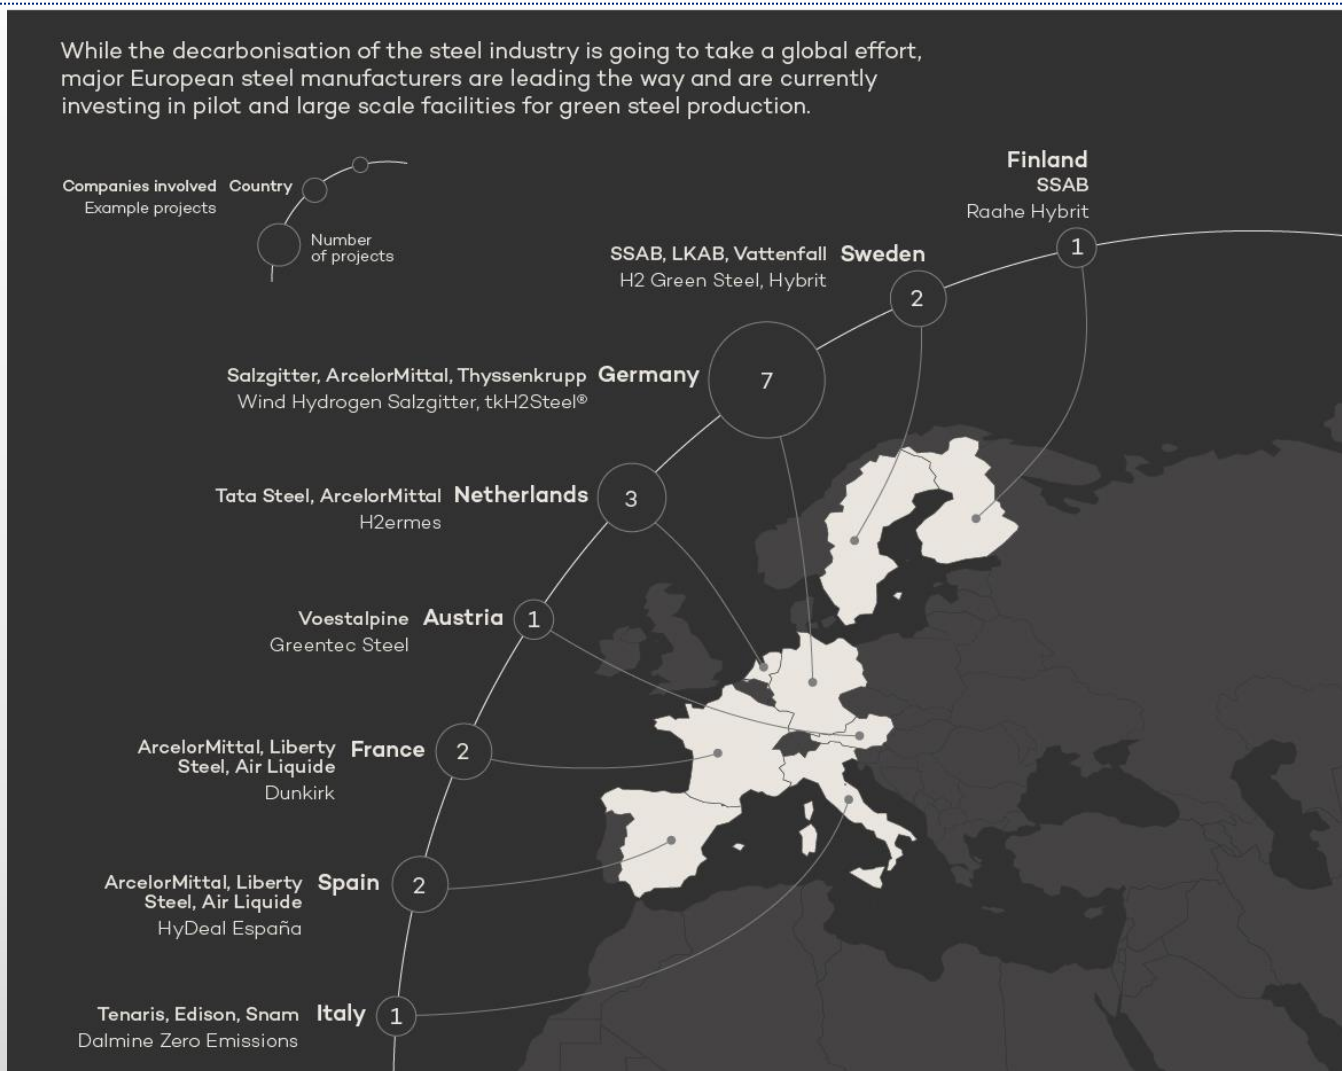 While the decarbonisation of the steel industry is going to take a global effort,
major European steel manufacturers are leading the way and are currently
investing in pilot and large scale facilities for green steel production.
Companies involved Country
Example projects
Number
of projects
Finland
SSAB
Raahe Hybrit
1
SSAB, LKAB, Vattenfall Sweden
H2 Green Steel, Hybrit
2
Salzgitter, ArcelorMittal, Thyssenkrupp Germany
Wind Hydrogen Salzgitter, tkH2Steel®
7
Tata Steel, ArcelorMittal Netherlands
H2ermes
3
Voestalpine Austria
Greentec Steel
1
ArcelorMittal, Liberty France
Steel, Air Liquide
Dunkirk
2
ArcelorMittal, Liberty Spain
Steel, Air Liquide
HyDeal España
2
Tenaris, Edison, Snam Italy
Dalmine Zero Emissions
1